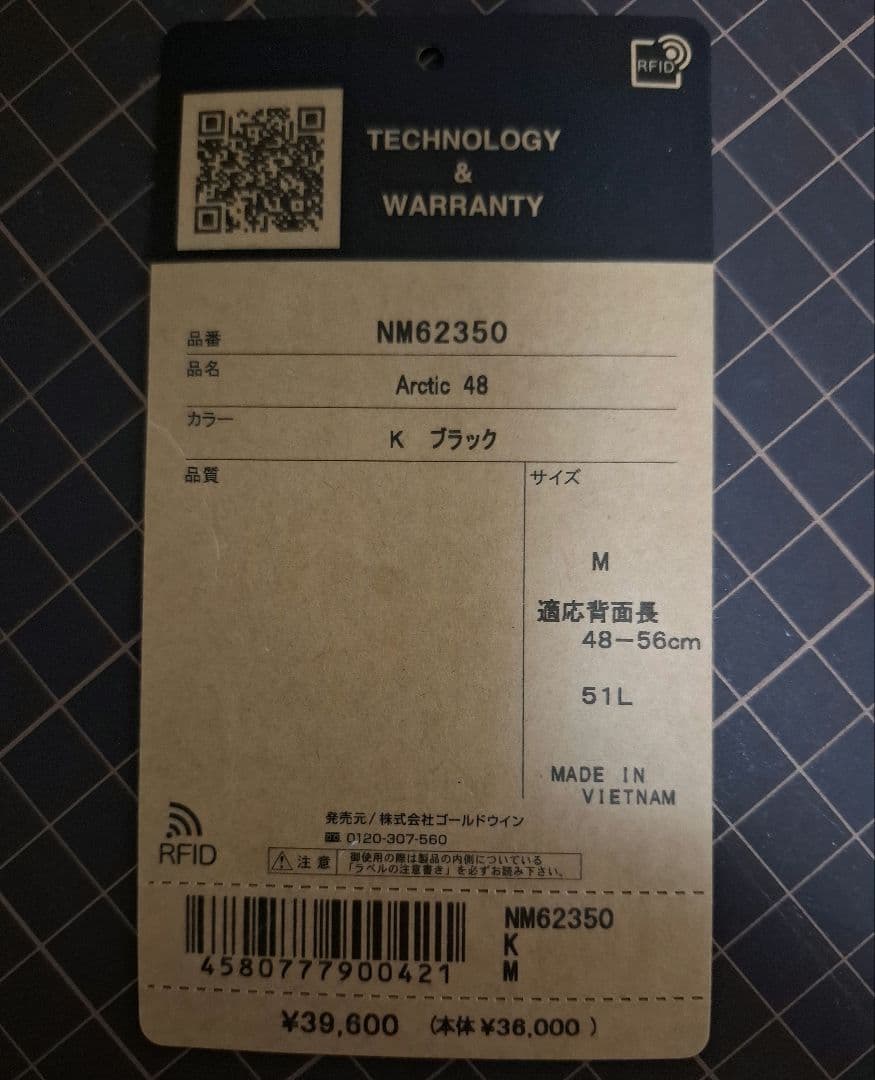 RFID
TECHNOLOGY
&
WARRANTY
品番 NM62350
品名 Arctic 48
カラー K ブラック
品質
サイズ
M
適応背面長
48-56cm
51L
MADE IN
VIETNAM
RFID
発売元/株式会社ゴールドウイン
0120-307-560
注意
御使用の際は製品の内側についている
「ラベルの注意書き」を必ずお読み下さい。
4580777900421
NM62350
K
M
¥39,600 (本体¥36,000)